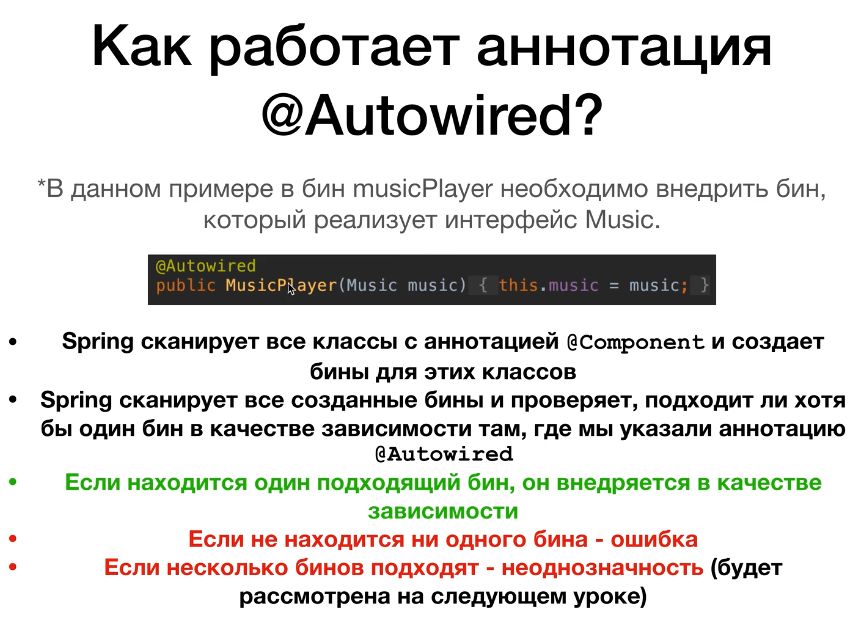 Как работает аннотация
@Autowired?
*В данном примере в бин musicPlayer необходимо внедрить бин,
который реализует интерфейс Music.
@Autowired
public MusicPlayer(Music music) { this.music = music; }
• Spring сканирует все классы с аннотацией @Component и создает
бины для этих классов
• Spring сканирует все созданные бины и проверяет, подходит ли хотя
бы один бин в качестве зависимости там, где мы указали аннотацию
@Autowired
• Если находится один подходящий бин, он внедряется в качестве
зависимости
• Если не находится ни одного бина - ошибка
• Если несколько бинов подходят - неоднозначность (будет
рассмотрена на следующем уроке)